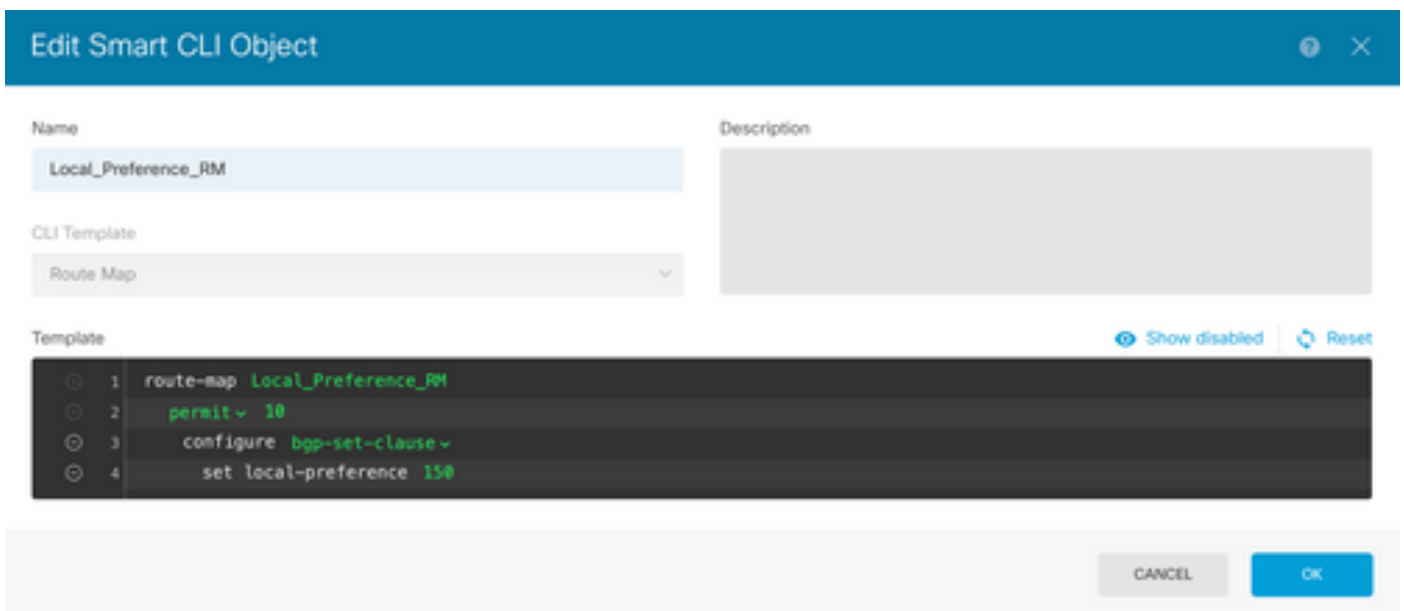 Edit Smart CLI Object
Name
Description
Local_Preference_RM
CLI Template
Route Map
Template
Show disabled
Reset
1 route-map Local_Preference_RM
2 permit 10
3 configure bgp-set-clause
4 set local-preference 150
CANCEL
OK